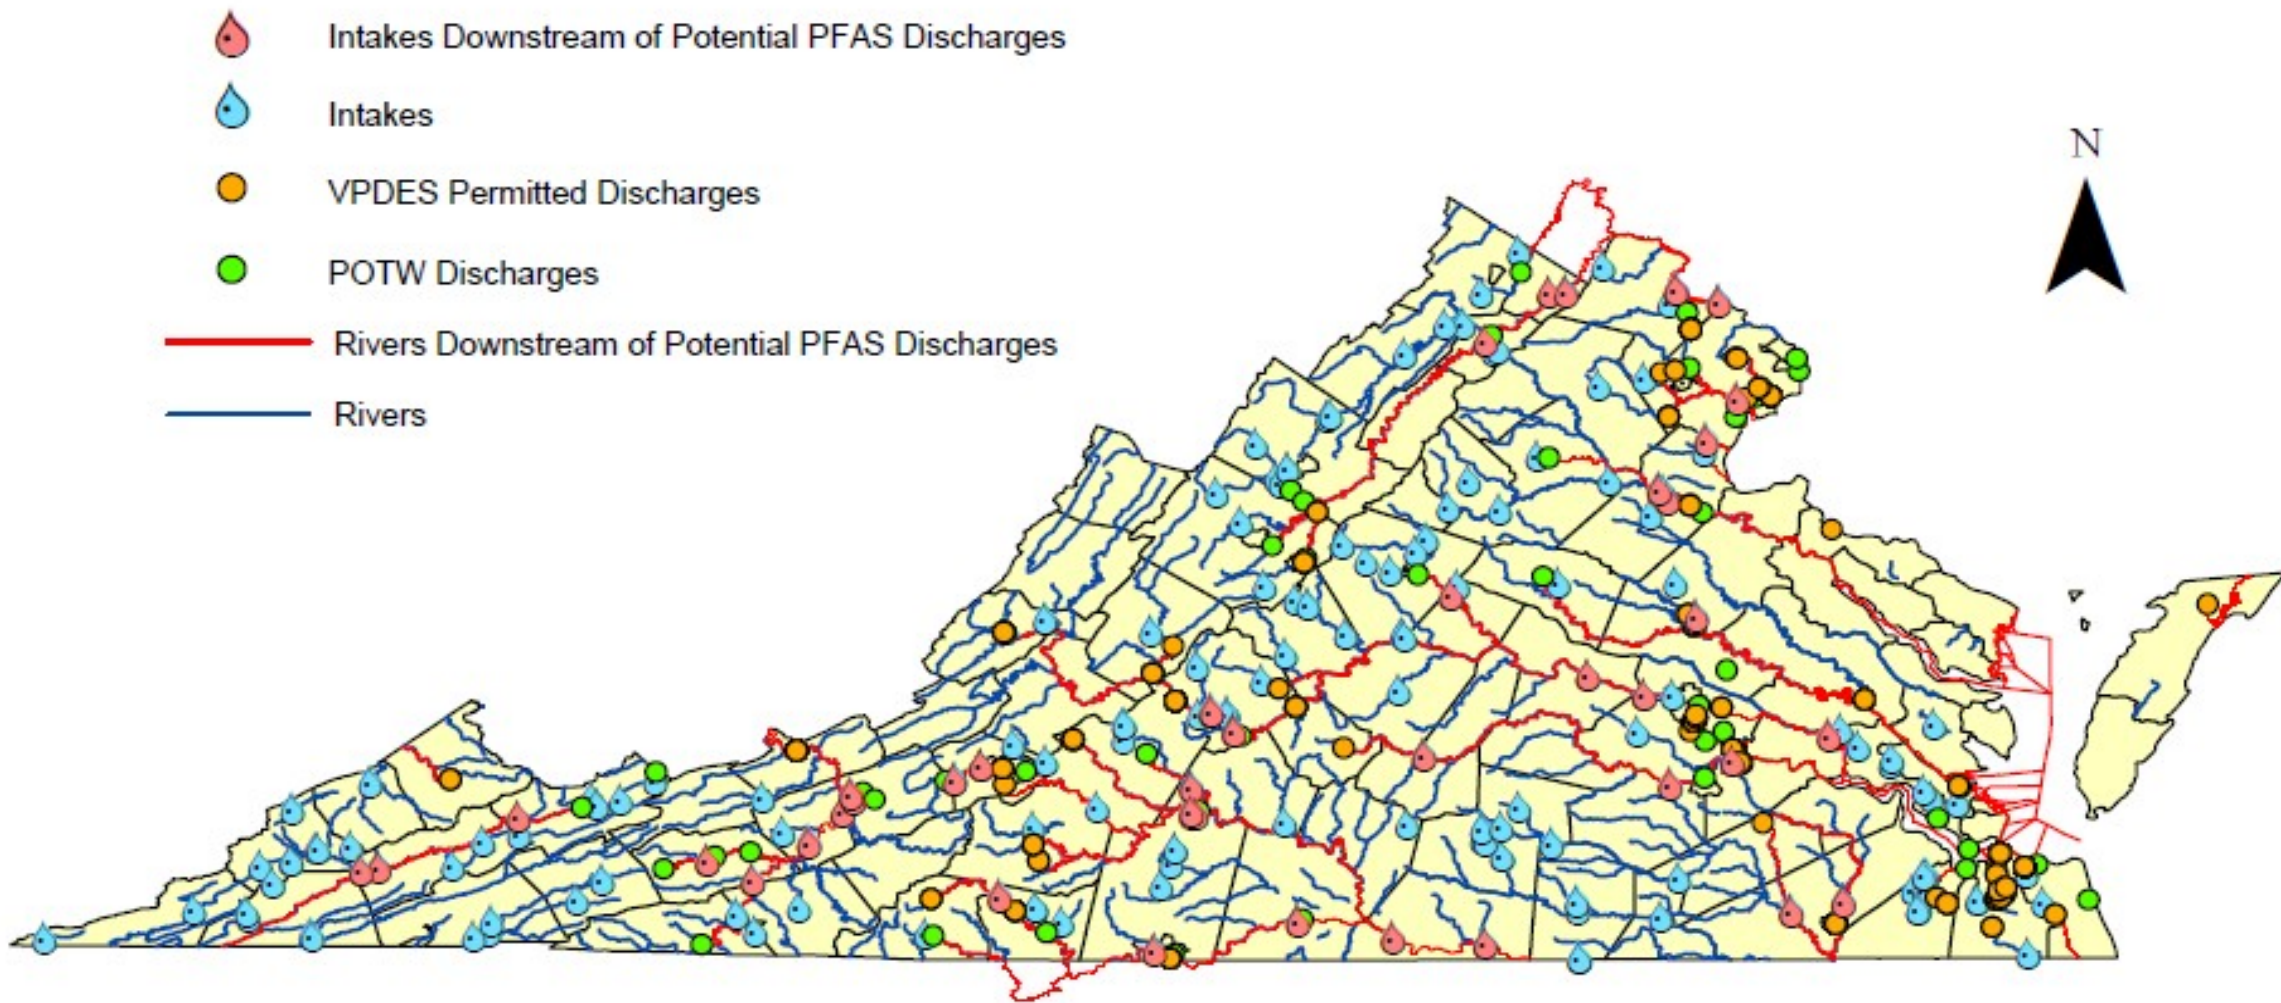 Intakes Downstream of Potential PFAS Discharges
Intakes
N
VPDES Permitted Discharges
POTW Discharges
Rivers Downstream of Potential PFAS Discharges
Rivers